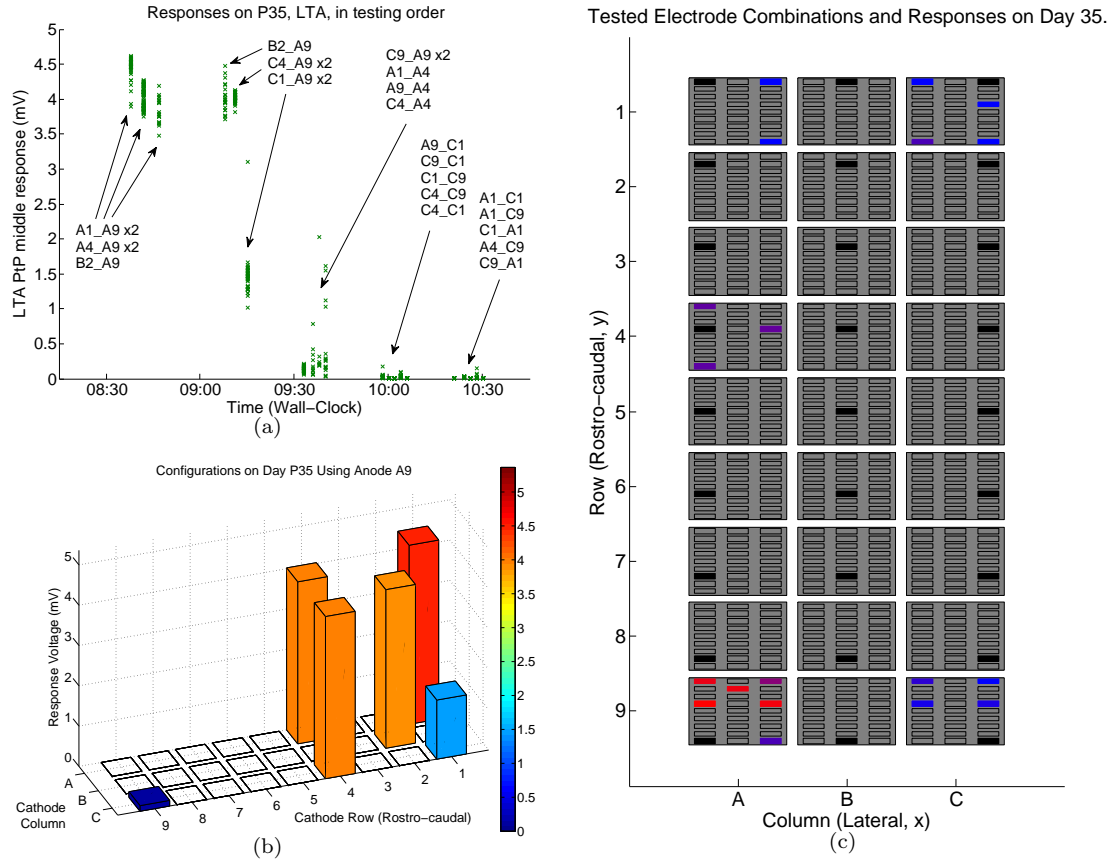 Responses on P35, LTA, in testing order
LTA PtP middle response (mV)
5
4.5
4
3.5
3
2.5
2
1.5
1
0.5
0
B2_A9
C4_A9 x2
C1_A9 x2
C9_A9 x2
A1_A4
A9_A4
C4_A4
A9_C1
C9_C1
C1_C9
C4_C9
C4_C1
A1_C1
A1_C9
C1_A1
A4_C9
C9_A1
A1_A9 x2
A4_A9 x2
B2_A9
08:30
09:00
09:30
10:00
10:30
Time (Wall−Clock)
(a)
Configurations on Day P35 Using Anode A9
Response Voltage (mV)
5
4
3
2
1
0
A
B
C
Cathode
Column
9
8
7
6
5
4
3
2
1
Cathode Row (Rostro−caudal)
5
4.5
4
3.5
3
2.5
2
1.5
1
0.5
0
(b)
Tested Electrode Combinations and Responses on Day 35.
Row (Rostro−caudal, y)
1
2
3
4
5
6
7
8
9
A
B
C
Column (Lateral, x)
(c)